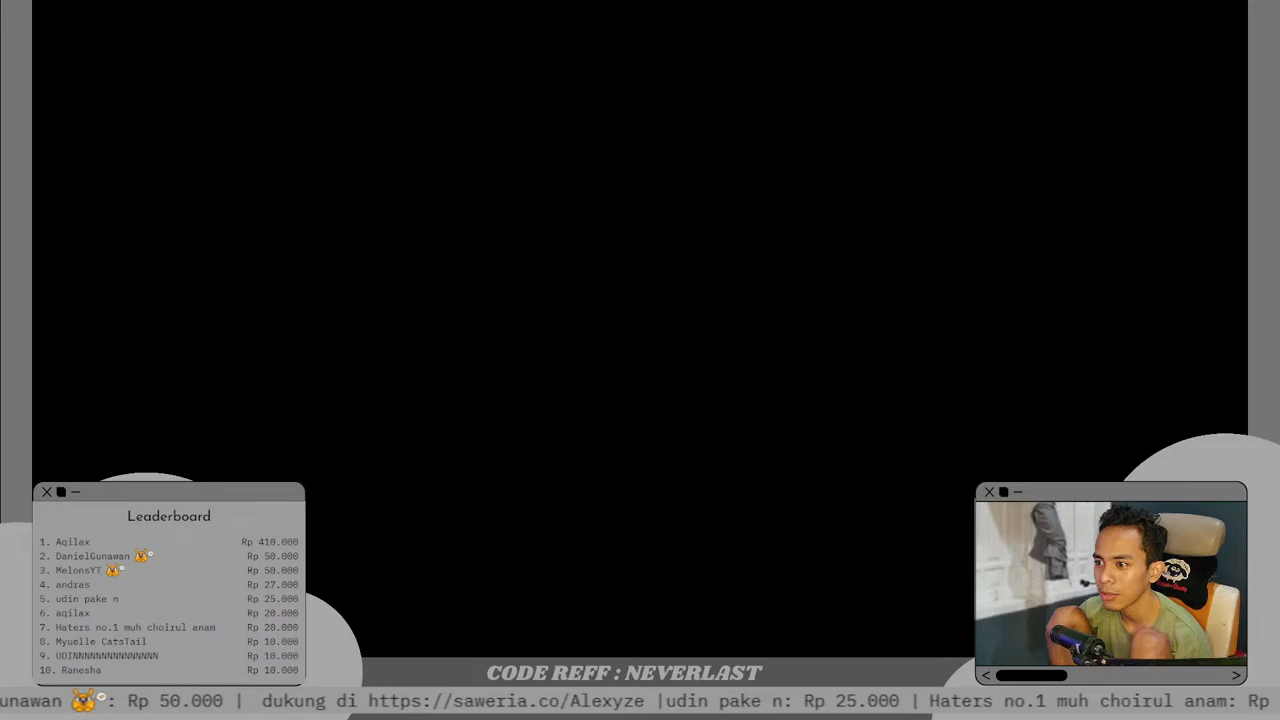 Leaderboard
1. Aqilax Rp 410.000
2. DanielGunawan Rp 50.000
3. MelonsYT Rp 50.000
4. andras Rp 27.000
5. udin pake n Rp 25.000
6. aqilax Rp 20.000
7. Haters no.1 muh choirul anam Rp 20.000
8. Myuelle CatsTail Rp 10.000
9. UDINNNNNNNNNNNNNN Rp 10.000
10. Ranesha Rp 10.000
CODE REFF : NEVERLAST
unawan : Rp 50.000 | dukung di https://saweria.co/Alexyze |udin pake n: Rp 25.000 | Haters no.1 muh choirul anam: Rp